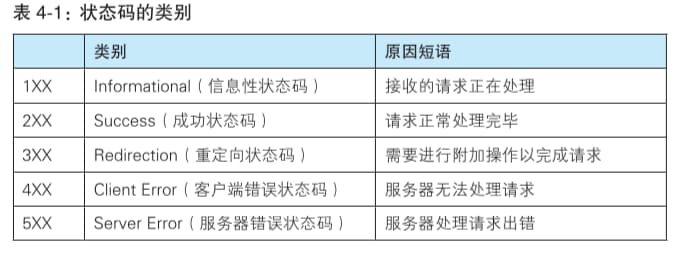 表 4-1：状态码的类别
类别 原因短语
1XX Informational（信息性状态码） 接收的请求正在处理
2XX Success（成功状态码） 请求正常处理完毕
3XX Redirection（重定向状态码） 需要进行附加操作以完成请求
4XX Client Error（客户端错误状态码） 服务器无法处理请求
5XX Server Error（服务器错误状态码） 服务器处理请求出错